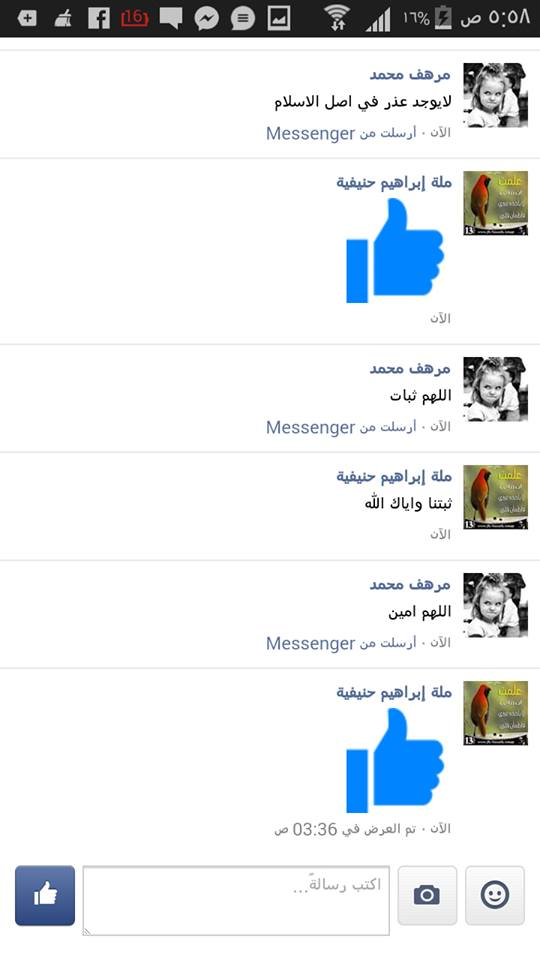 ٥:٥٨ ص ١٦%
16
مرهف محمد
لايوجد عذر في اصل الاسلام
الآن · أرسلت من Messenger
ملة إبراهيم حنيفية
الآن
مرهف محمد
اللهم ثبات
الآن · أرسلت من Messenger
ملة إبراهيم حنيفية
ثبتنا واياك الله
الآن
مرهف محمد
اللهم امين
الآن · أرسلت من Messenger
ملة إبراهيم حنيفية
الآن · تم العرض في 03:36 ص
اكتب رسالةً...